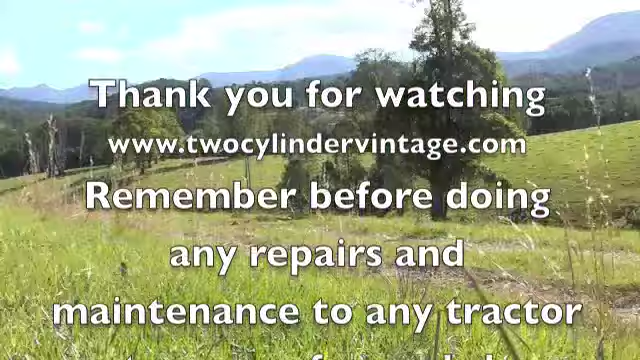 Thank you for watching
www.twocylindervintage.com
Remember before doing
any repairs and
maintenance to any tractor